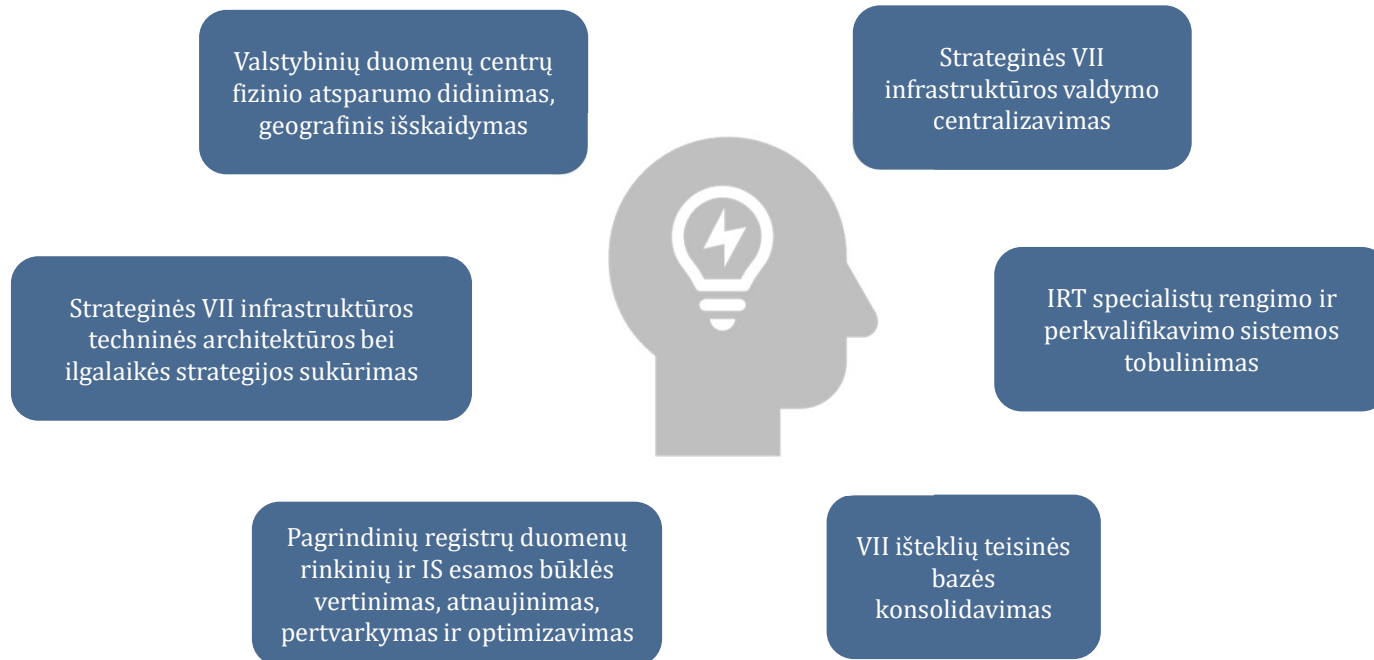 Valstybinių duomenų centrų
fizinio atsparumo didinimas,
geografinis išskaidymas
Strateginės VII
infrastruktūros valdymo
centralizavimas
Strateginės VII infrastruktūros
techninės architektūros bei
ilgalaikės strategijos sukūrimas
IRT specialistų rengimo ir
perkvalifikavimo sistemos
tobulinimas
Pagrindinių registrų duomenų
rinkinių ir IS esamos būklės
vertinimas, atnaujinimas,
pertvarkymas ir optimizavimas
VII išteklių teisinės
bazės
konsolidavimas